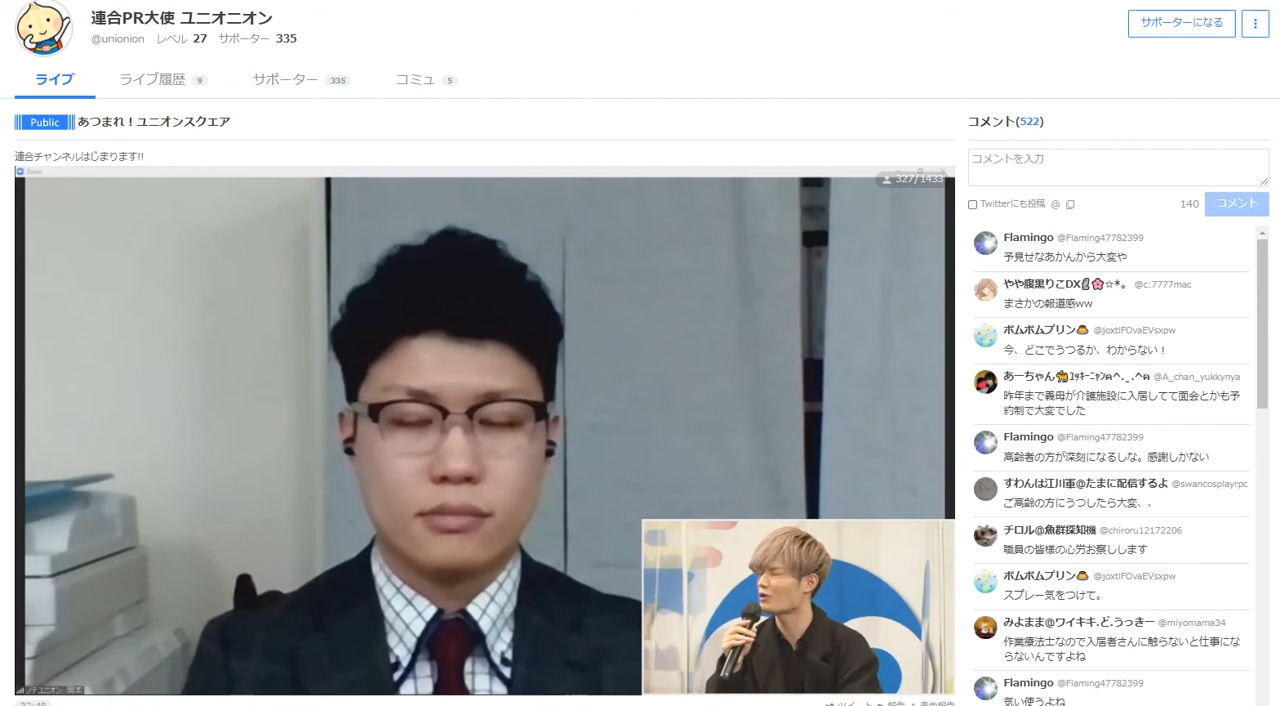 連合PR大使 ユニオニオン
@unionion レベル 27 サポーター 335
サポーターになる
ライブ
ライブ履歴 9
サポーター 335
コミュ 5
Public あつまれ！ユニオンスクエア
連合チャンネルはじまります!!
Zoom
327/1433
コメント(522)
コメントを入力
Twitterにも投稿 @
140
コメント
Flamingo @Flaming47782399
予見せなあかんから大変や
やや腹黒りこDX🌸☆*。 @c:7777mac
まさかの報道感ww
ポムポムプリン🍮 @joxtlFOvaEVsxpw
今、どこでうつるか、わからない！
@A_chan_yukkynya
昨年まで義母が介護施設に入居してて面会とかも予
約制で大変でした
Flamingo @Flaming47782399
高齢者の方が深刻になるしな。感謝しかない
すわんは江川軍@たまに配信するよ @swancosplayrpc
ご高齢の方にうつしたら大変、、
チロル@魚群探知機 @chiroru12172206
職員の皆様の心労お察しします
ポムポムプリン🍮 @joxtlFOvaEVsxpw
スプレー気をつけて。
みよまま@ワイキキ.ど.うっきー @miyomama34
作業療法士なので入居者さんに触らないと仕事にな
らないんですよね
Flamingo @Flaming47782399
気い使うよね